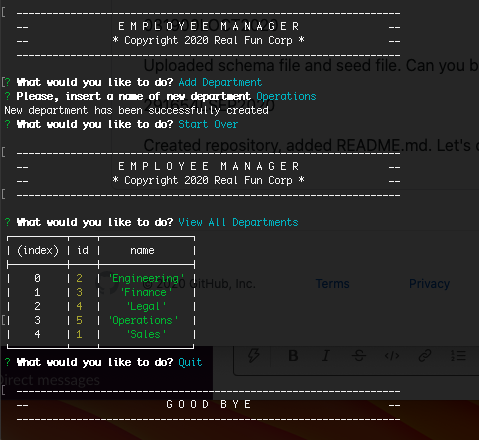 [ ------------------------------------------------------
-- E M P L O Y E E M A N A G E R --
-- * Copyright 2020 Real Fun Corp * --
------------------------------------------------------
Uploaded schema file and seed file. Can you b
[? What would you like to do? Add Department
? Please, insert a name of new department Operations
New department has been successfully created
? What would you like to do? Start Over
Created repository, added README.md. Let's c
[ ------------------------------------------------------
-- E M P L O Y E E M A N A G E R --
-- * Copyright 2020 Real Fun Corp * --
[ ------------------------------------------------------
? What would you like to do? View All Departments
(index) | id | name
0 | 2 | 'Engineering'
1 | 3 | 'Finance'
2 | 4 | 'Legal'
[ 3 | 5 | 'Operations'
4 | 1 | 'Sales'
GitHub, Inc. Terms Privacy
? What would you like to do? Quit
B I S </>
Direct messages
[ ------------------------------------------------------
-- G O O D B Y E --
------------------------------------------------------